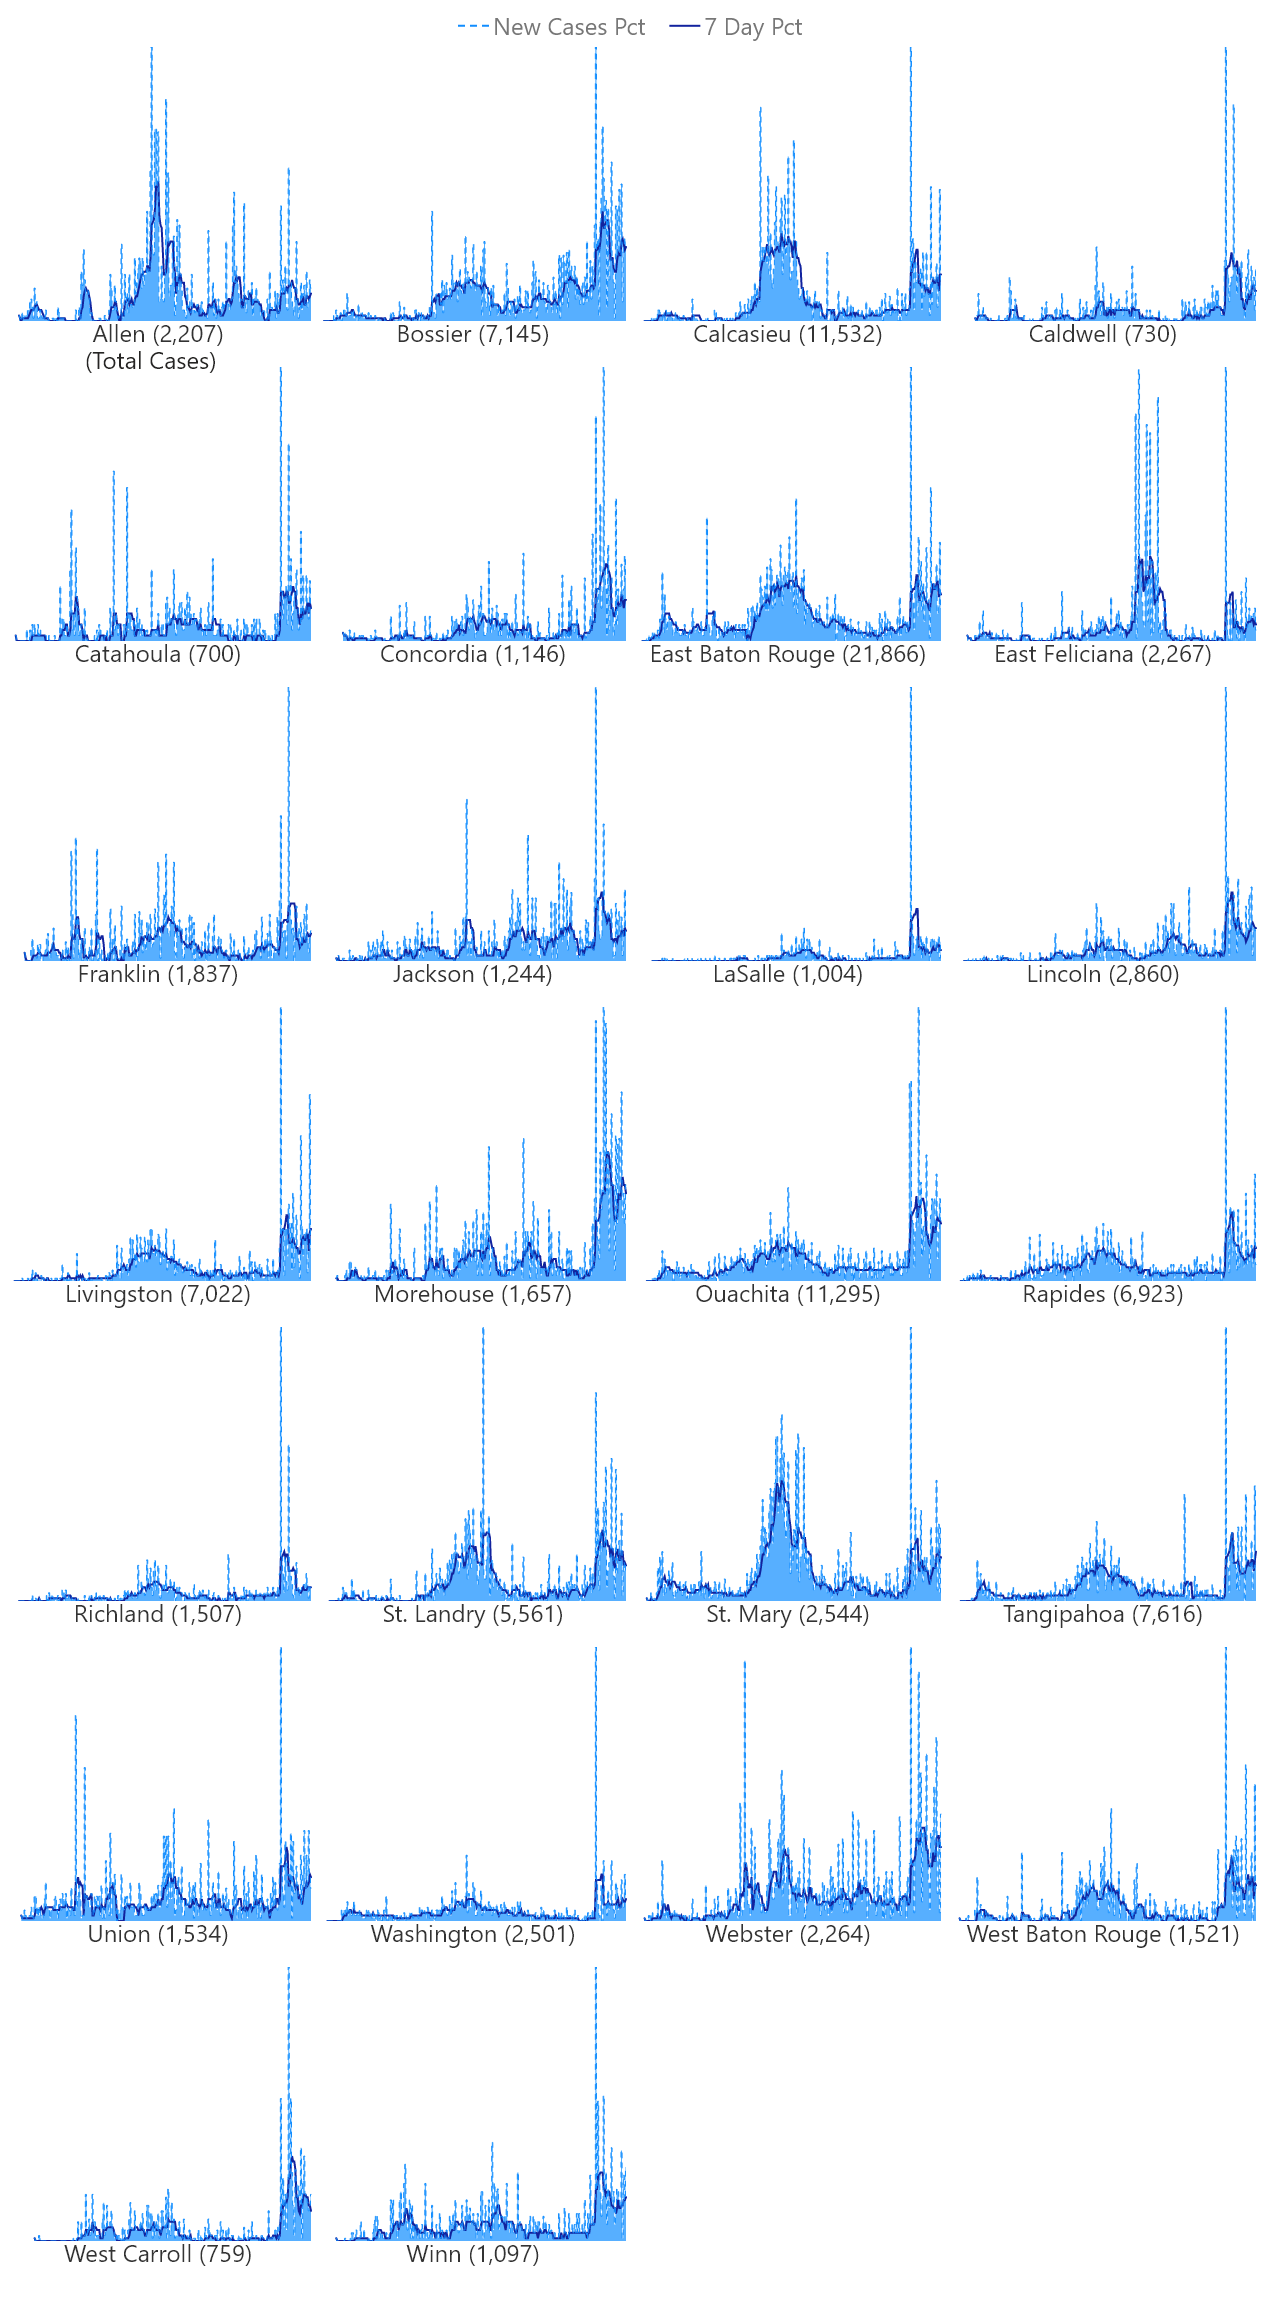 New Cases Pct 7 Day Pct
Allen (2,207) Bossier (7,145) Calcasieu (11,532) Caldwell (730)
(Total Cases)
Catahoula (700) Concordia (1,146) East Baton Rouge (21,866) East Feliciana (2,267)
Franklin (1,837) Jackson (1,244) LaSalle (1,004) Lincoln (2,860)
Livingston (7,022) Morehouse (1,657) Ouachita (11,295) Rapides (6,923)
Richland (1,507) St. Landry (5,561) St. Mary (2,544) Tangipahoa (7,616)
Union (1,534) Washington (2,501) Webster (2,264) West Baton Rouge (1,521)
West Carroll (759) Winn (1,097)